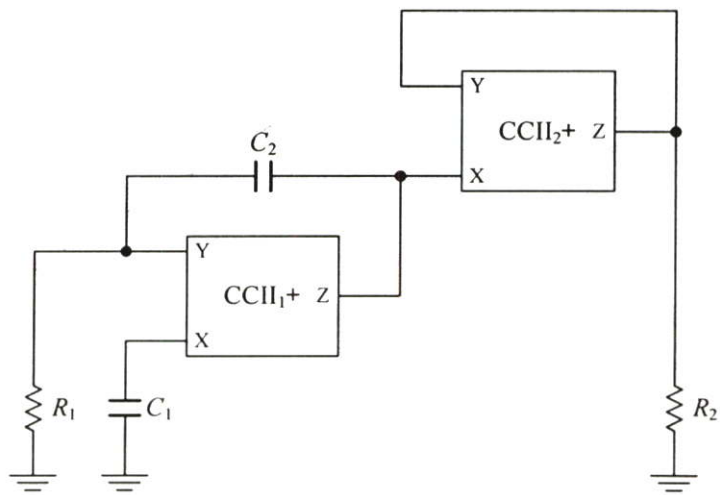 Y
CCII₂+ Z
X
C₂
Y
CCII₁+ Z
X
R₁
C₁
R₂